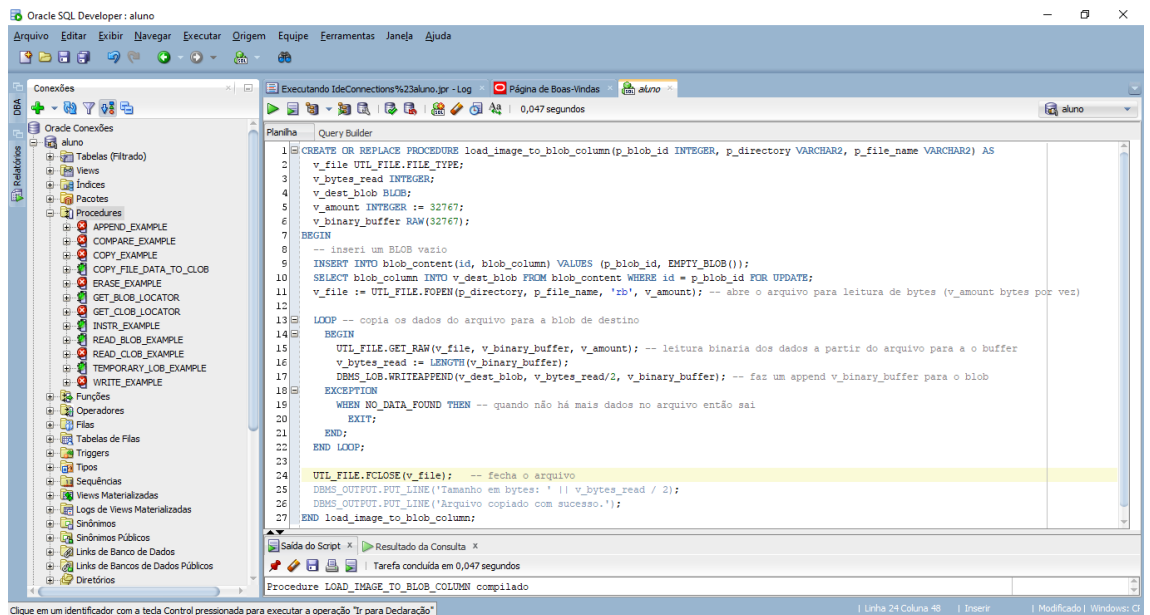 Oracle SQL Developer : aluno
Arquivo Editar Exibir Navegar Executar Origem Equipe Ferramentas Janela Ajuda
Conexões
Executando IdeConnections%23aluno.jpr - Log
Página de Boas-Vindas
aluno
DBA
Relatórios
0,047 segundos
aluno
Oracle Conexões
aluno
Tabelas (Filtrado)
Views
Índices
Pacotes
Procedures
APPEND_EXAMPLE
COMPARE_EXAMPLE
COPY_EXAMPLE
COPY_FILE_DATA_TO_CLOB
ERASE_EXAMPLE
GET_BLOB_LOCATOR
GET_CLOB_LOCATOR
INSTR_EXAMPLE
READ_BLOB_EXAMPLE
READ_CLOB_EXAMPLE
TEMPORARY_LOB_EXAMPLE
WRITE_EXAMPLE
Funções
Operadores
Filas
Tabelas de Filas
Triggers
Tipos
Sequências
Views Materializadas
Logs de Views Materializadas
Sinônimos
Sinônimos Públicos
Links de Banco de Dados
Links de Bancos de Dados Públicos
Diretórios
Planilha Query Builder
1 CREATE OR REPLACE PROCEDURE load_image_to_blob_column(p_blob_id INTEGER, p_directory VARCHAR2, p_file_name VARCHAR2) AS
2 v_file UTL_FILE.FILE_TYPE;
3 v_bytes_read INTEGER;
4 v_dest_blob BLOB;
5 v_amount INTEGER := 32767;
6 v_binary_buffer RAW(32767);
7 BEGIN
8 -- inseri um BLOB vazio
9 INSERT INTO blob_content(id, blob_column) VALUES (p_blob_id, EMPTY_BLOB());
10 SELECT blob_column INTO v_dest_blob FROM blob_content WHERE id = p_blob_id FOR UPDATE;
11 v_file := UTL_FILE.FOPEN(p_directory, p_file_name, 'rb', v_amount); -- abre o arquivo para leitura de bytes (v_amount bytes por vez)
12
13 LOOP -- copia os dados do arquivo para a blob de destino
14 BEGIN
15 UTL_FILE.GET_RAW(v_file, v_binary_buffer, v_amount); -- leitura binaria dos dados a partir do arquivo para a o buffer
16 v_bytes_read := LENGTH(v_binary_buffer);
17 DBMS_LOB.WRITEAPPEND(v_dest_blob, v_bytes_read/2, v_binary_buffer); -- faz um append v_binary_buffer para o blob
18 EXCEPTION
19 WHEN NO_DATA_FOUND THEN -- quando não há mais dados no arquivo então sai
20 EXIT;
21 END;
22 END LOOP;
23
24 UTL_FILE.FCLOSE(v_file); -- fecha o arquivo
25 DBMS_OUTPUT.PUT_LINE('Tamanho em bytes: ' || v_bytes_read / 2);
26 DBMS_OUTPUT.PUT_LINE('Arquivo copiado com sucesso.');
27 END load_image_to_blob_column;
Saída do Script x Resultado da Consulta x
Tarefa concluída em 0,047 segundos
Procedure LOAD_IMAGE_TO_BLOB_COLUMN compilado
Clique em um identificador com a tecla Control pressionada para executar a operação "Ir para Declaração"
Linha 24 Coluna 48 | Inserir | Modificado | Windows: